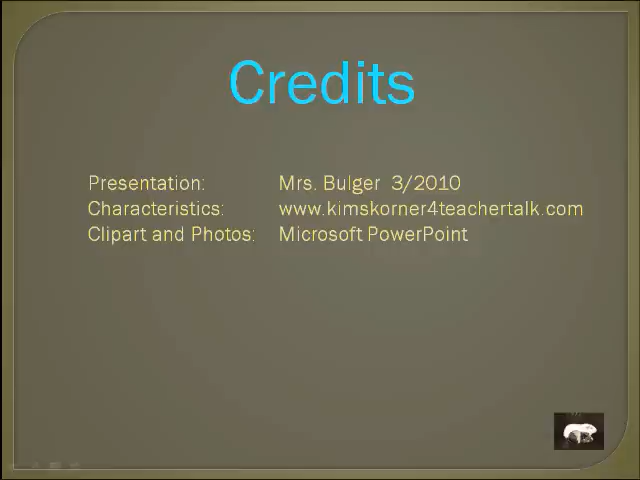 Credits
Presentation: Mrs. Bulger 3/2010
Characteristics: www.kimskorner4teachertalk.com
Clipart and Photos: Microsoft PowerPoint